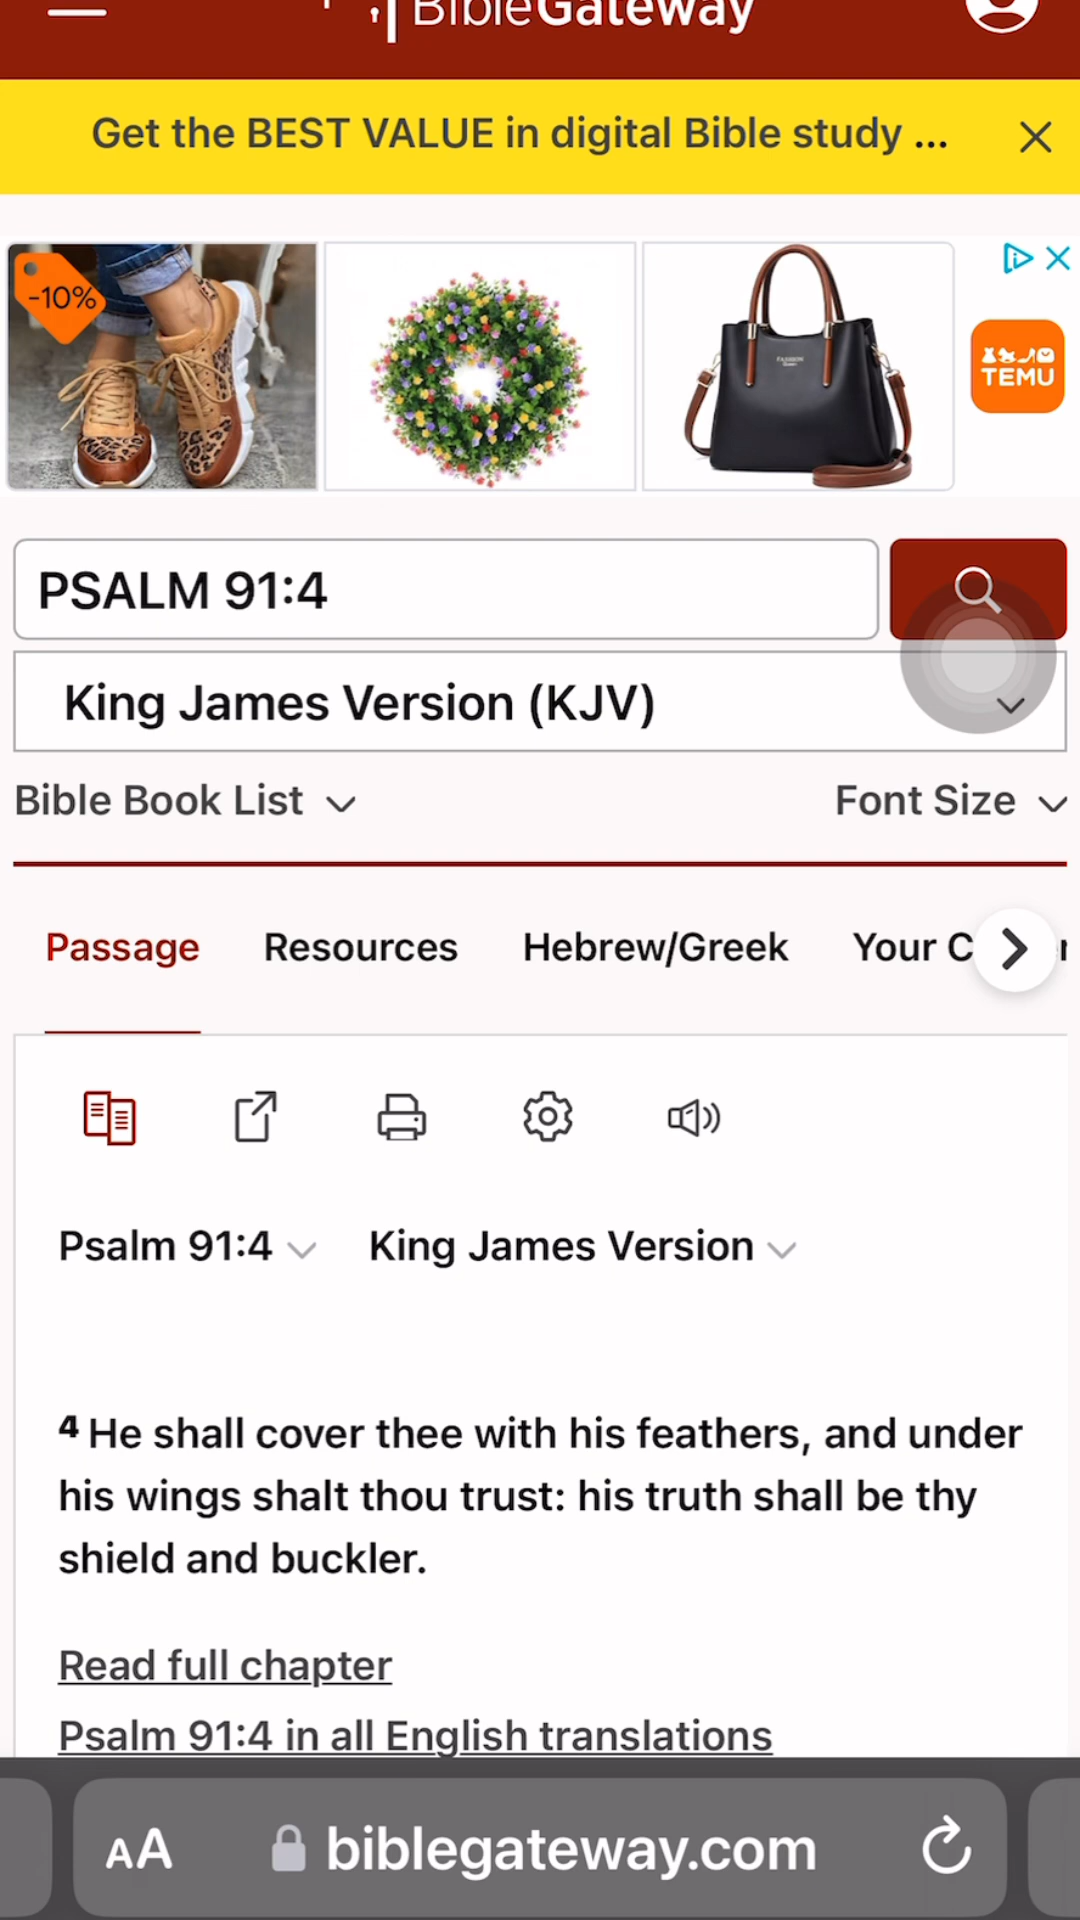 BibleGateway
Get the BEST VALUE in digital Bible study ...
-10%
FASHION
TEMU
PSALM 91:4
King James Version (KJV)
Bible Book List
Font Size
Passage Resources Hebrew/Greek Your C
Psalm 91:4 King James Version
4 He shall cover thee with his feathers, and under
his wings shalt thou trust: his truth shall be thy
shield and buckler.
Read full chapter
Psalm 91:4 in all English translations
AA biblegateway.com